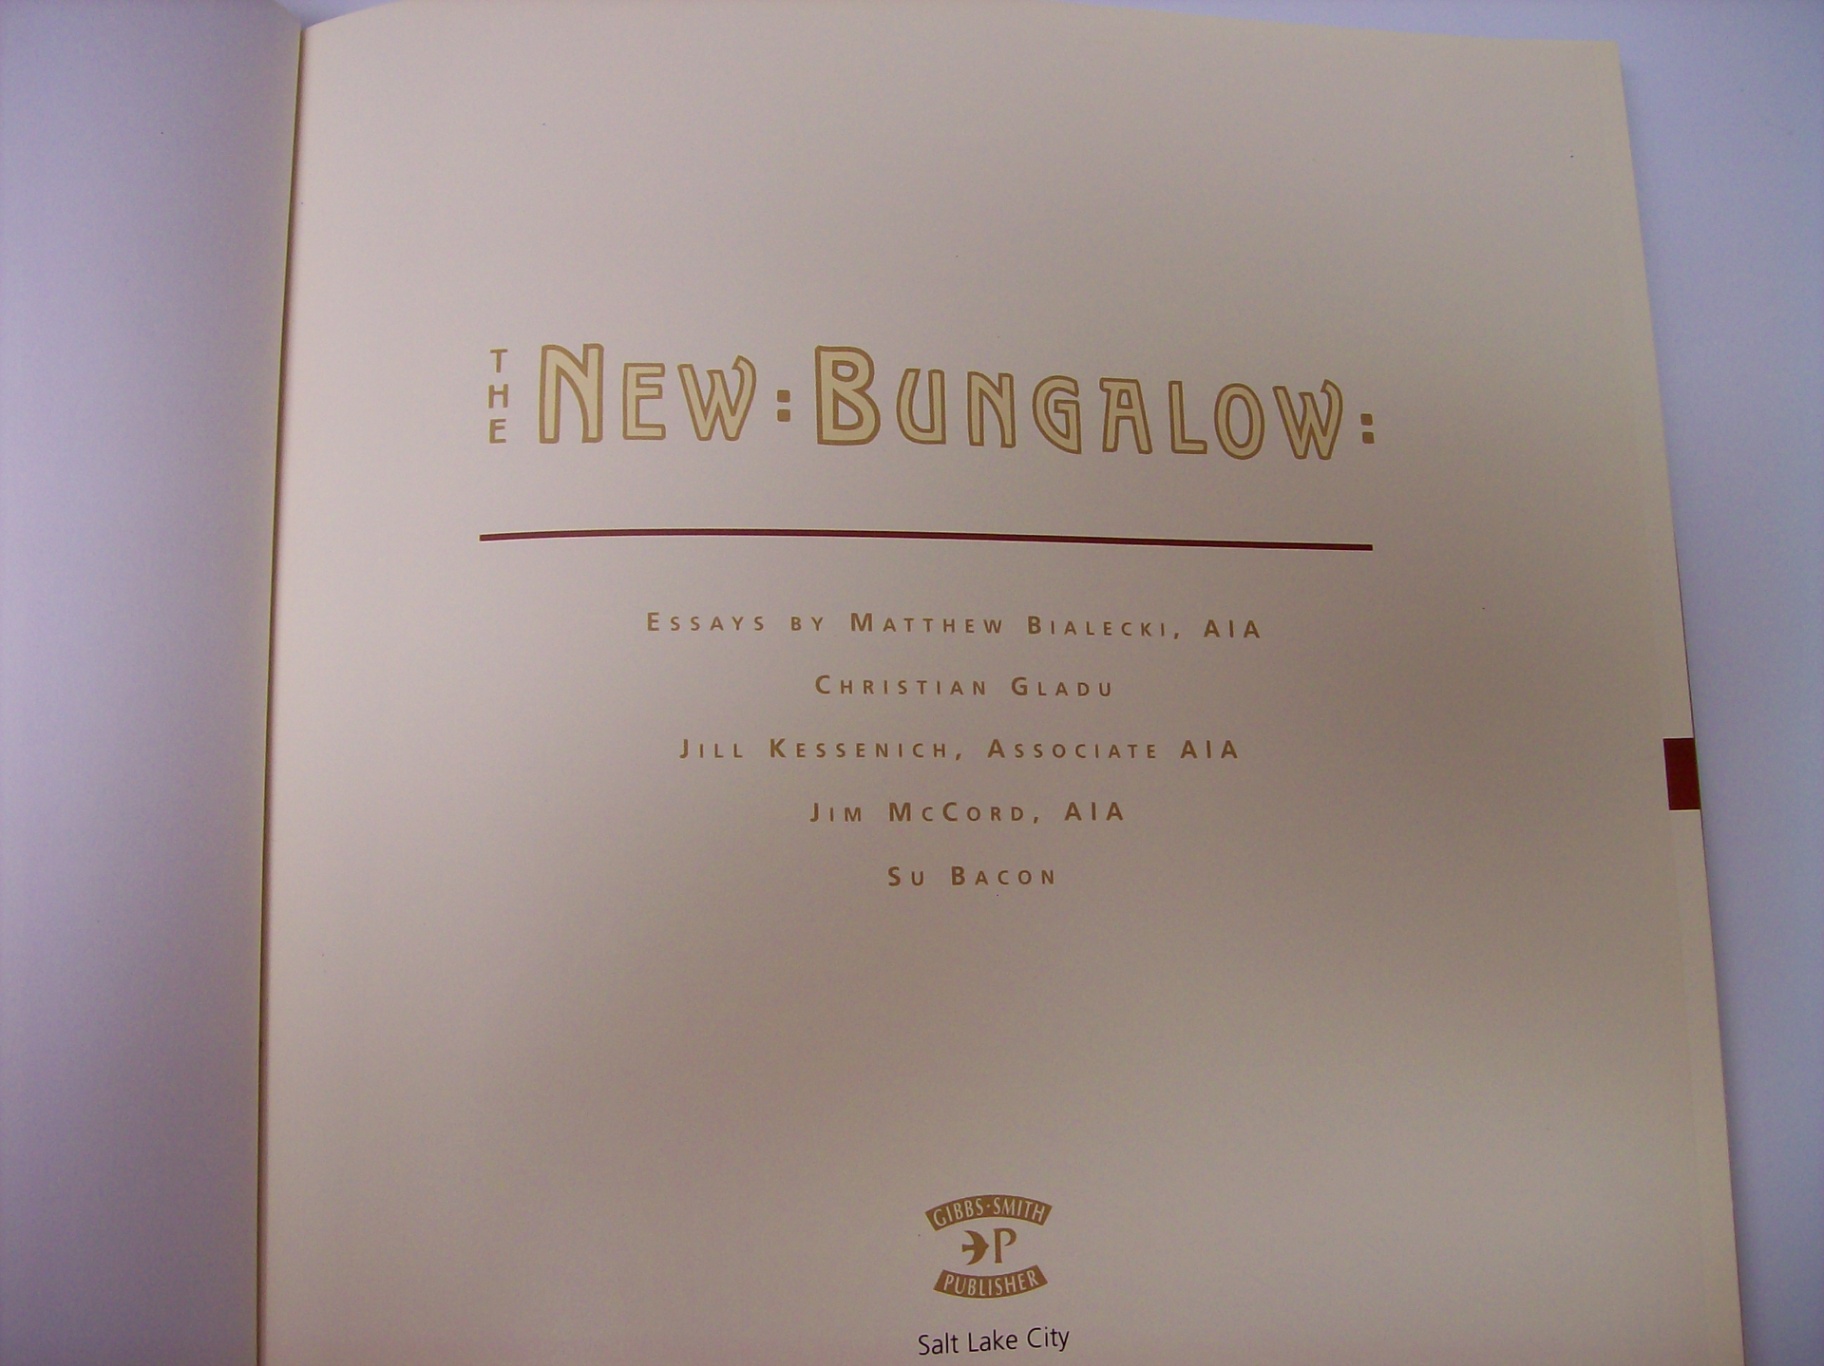 THE NEW : BUNGALOW :
ESSAYS BY MATTHEW BIALECKI, AIA
CHRISTIAN GLADU
JILL KESSENICH, ASSOCIATE AIA
JIM MCCORD, AIA
SU BACON
GIBBS·SMITH
P
PUBLISHER
Salt Lake City